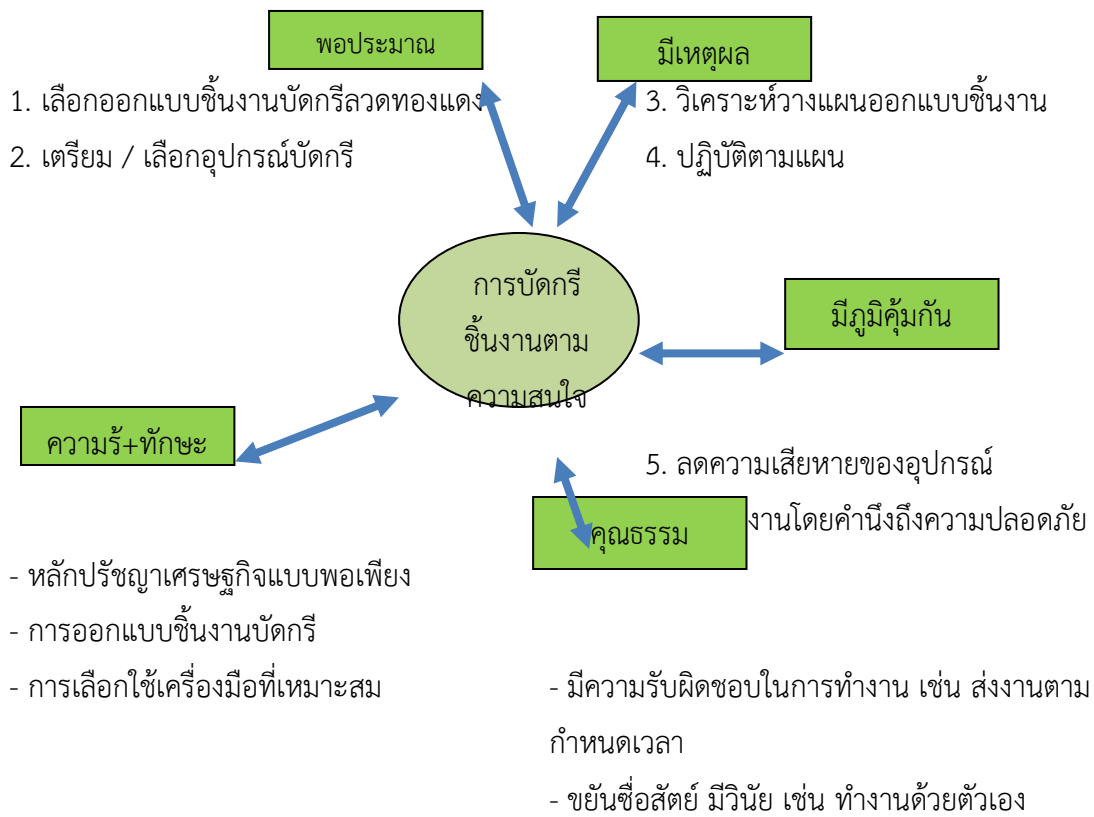 พอประมาณ
มีเหตุผล
1. เลือกออกแบบชิ้นงานบัดกรีลวดทองแดง
3. วิเคราะห์วางแผนออกแบบชิ้นงาน
2. เตรียม / เลือกอุปกรณ์บัดกรี
4. ปฏิบัติตามแผน
การบัดกรี
ชิ้นงานตาม
ความสนใจ
มีภูมิคุ้มกัน
ความรู้+ทักษะ
5. ลดความเสียหายของอุปกรณ์
งานโดยคำนึงถึงความปลอดภัย
คุณธรรม
- หลักปรัชญาเศรษฐกิจแบบพอเพียง
- การออกแบบชิ้นงานบัดกรี
- การเลือกใช้เครื่องมือที่เหมาะสม
- มีความรับผิดชอบในการทำงาน เช่น ส่งงานตาม
กำหนดเวลา
- ขยันซื่อสัตย์ มีวินัย เช่น ทำงานด้วยตัวเอง